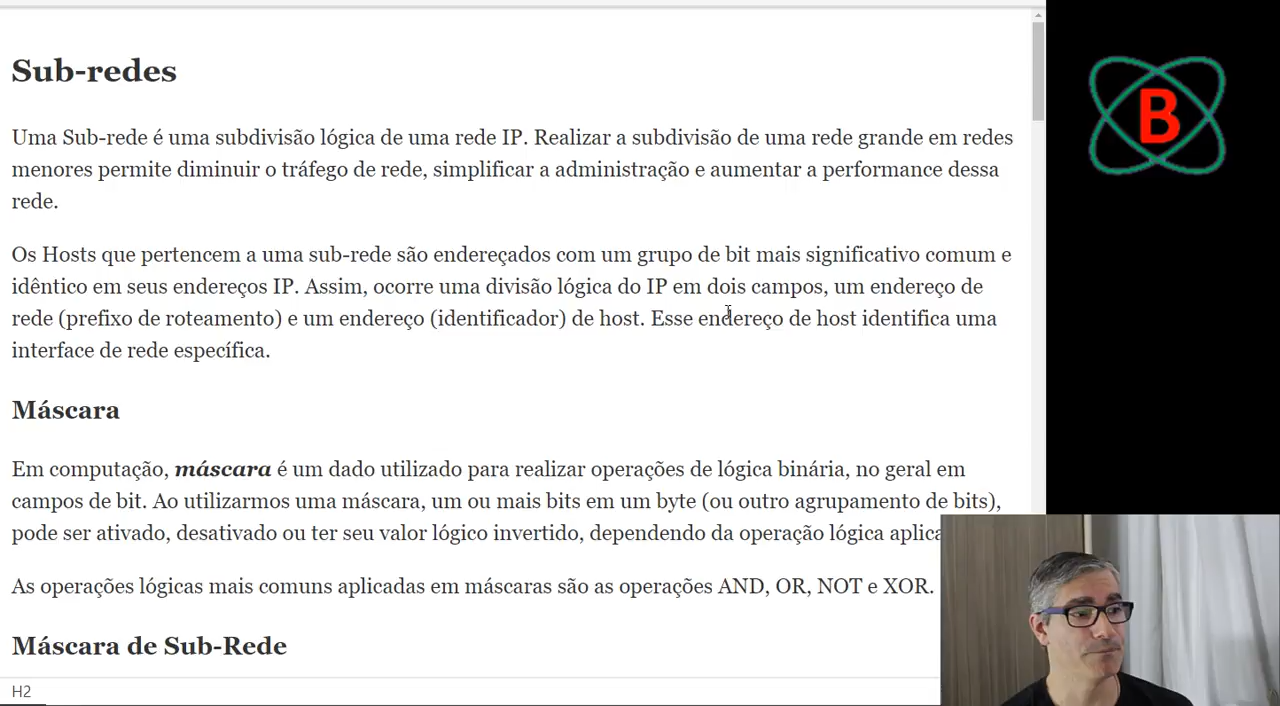 Sub-redes
Uma Sub-rede é uma subdivisão lógica de uma rede IP. Realizar a subdivisão de uma rede grande em redes
menores permite diminuir o tráfego de rede, simplificar a administração e aumentar a performance dessa
rede.
Os Hosts que pertencem a uma sub-rede são endereçados com um grupo de bit mais significativo comum e
idêntico em seus endereços IP. Assim, ocorre uma divisão lógica do IP em dois campos, um endereço de
rede (prefixo de roteamento) e um endereço (identificador) de host. Esse endereço de host identifica uma
interface de rede específica.
Máscara
Em computação, máscara é um dado utilizado para realizar operações de lógica binária, no geral em
campos de bit. Ao utilizarmos uma máscara, um ou mais bits em um byte (ou outro agrupamento de bits),
pode ser ativado, desativado ou ter seu valor lógico invertido, dependendo da operação lógica aplica
As operações lógicas mais comuns aplicadas em máscaras são as operações AND, OR, NOT e XOR.
Máscara de Sub-Rede
H2
B